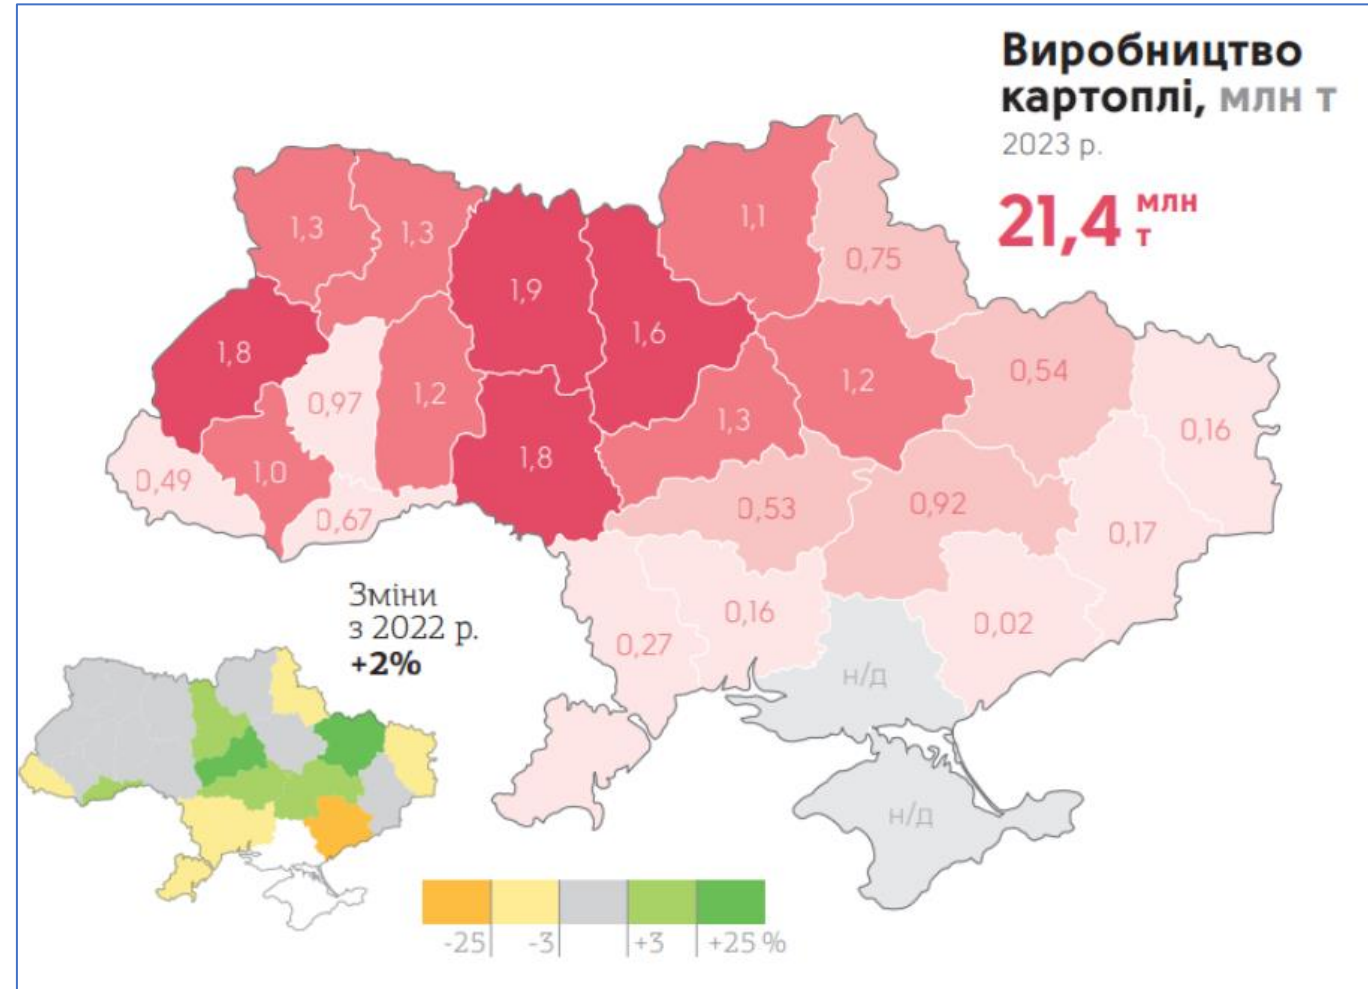 Виробництво
картоплі, млн т
2023 р.
21,4 млн т
1,3
1,3
1,9
1,6
1,1
0,75
1,8
0,97
1,2
1,3
1,2
0,54
0,16
0,49
1,0
0,67
1,8
0,53
0,92
0,17
0,27
0,16
0,02
н/д
н/д
Зміни
з 2022 р.
+2%
-25 -3 +3 +25 %